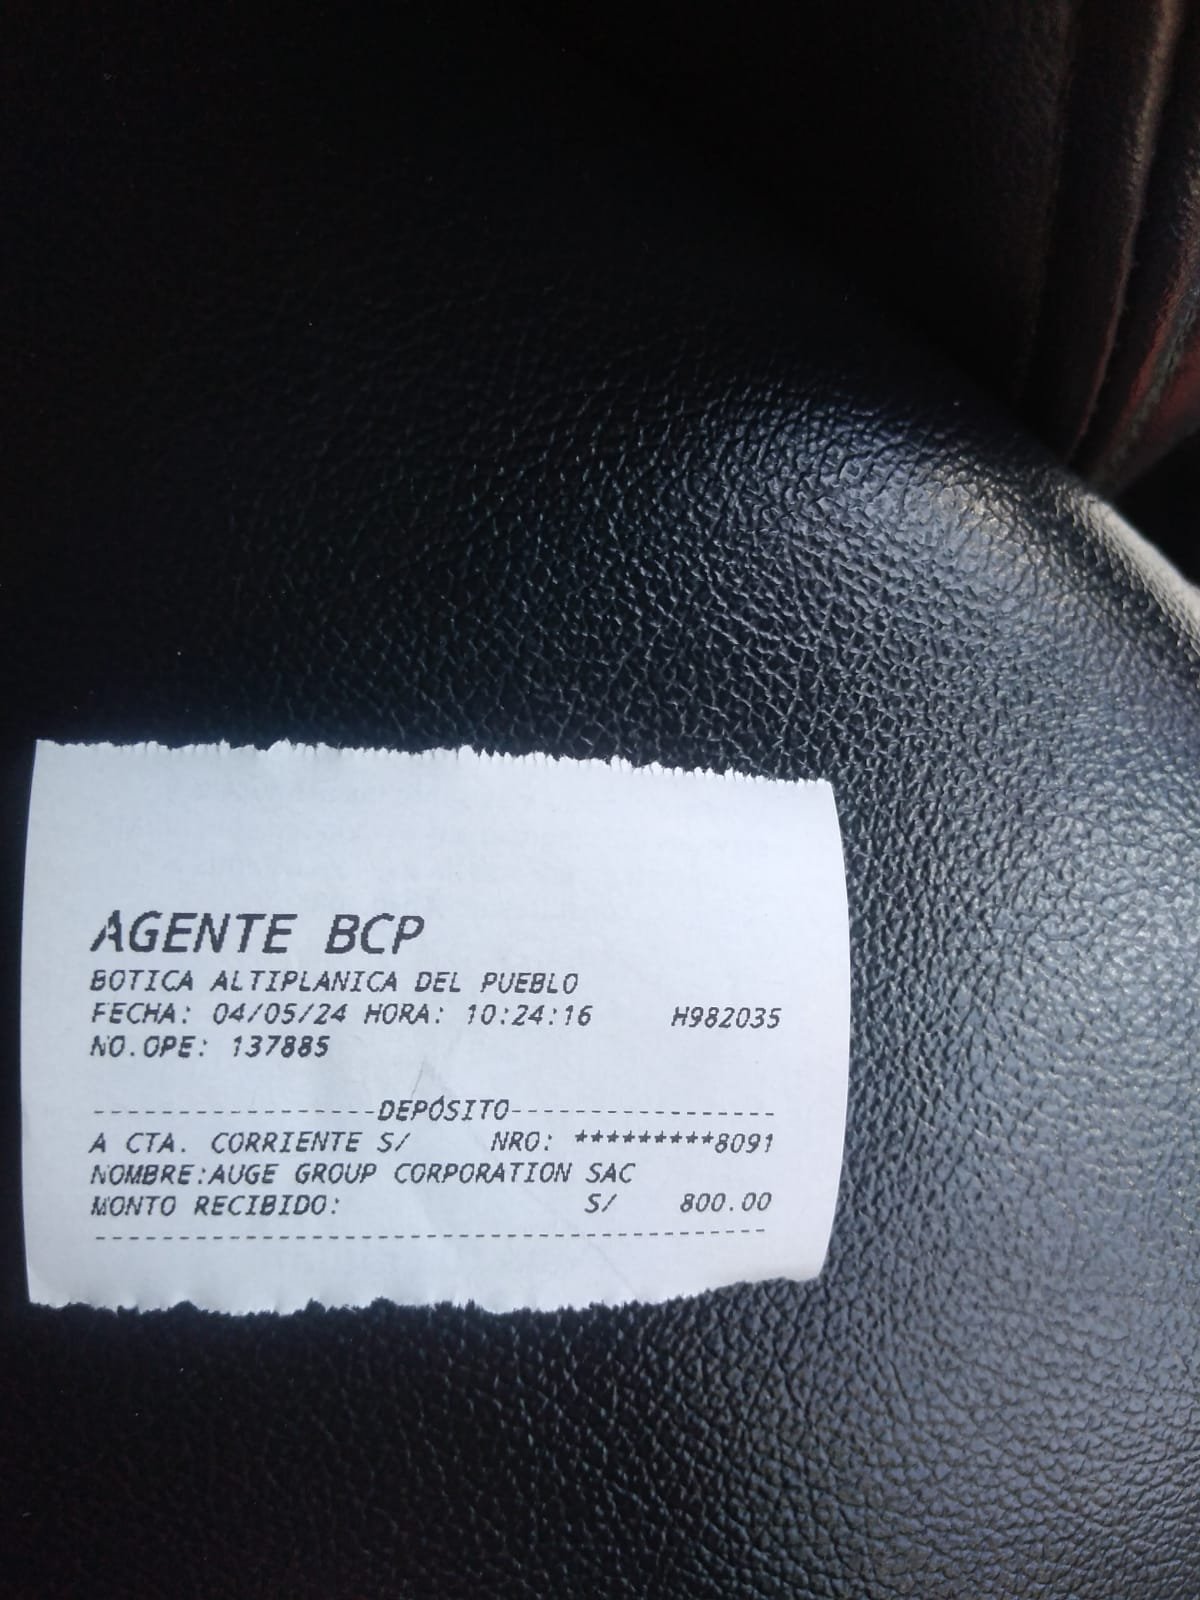 AGENTE BCP
BOTICA ALTIPLANICA DEL PUEBLO
FECHA: 04/05/24 HORA: 10:24:16 H982035
NO.OPE: 137885
-----------------DEPÓSITO----------------
A CTA. CORRIENTE S/ NRO: *********8091
NOMBRE:AUGE GROUP CORPORATION SAC
MONTO RECIBIDO: S/ 800.00
-----------------------------------------